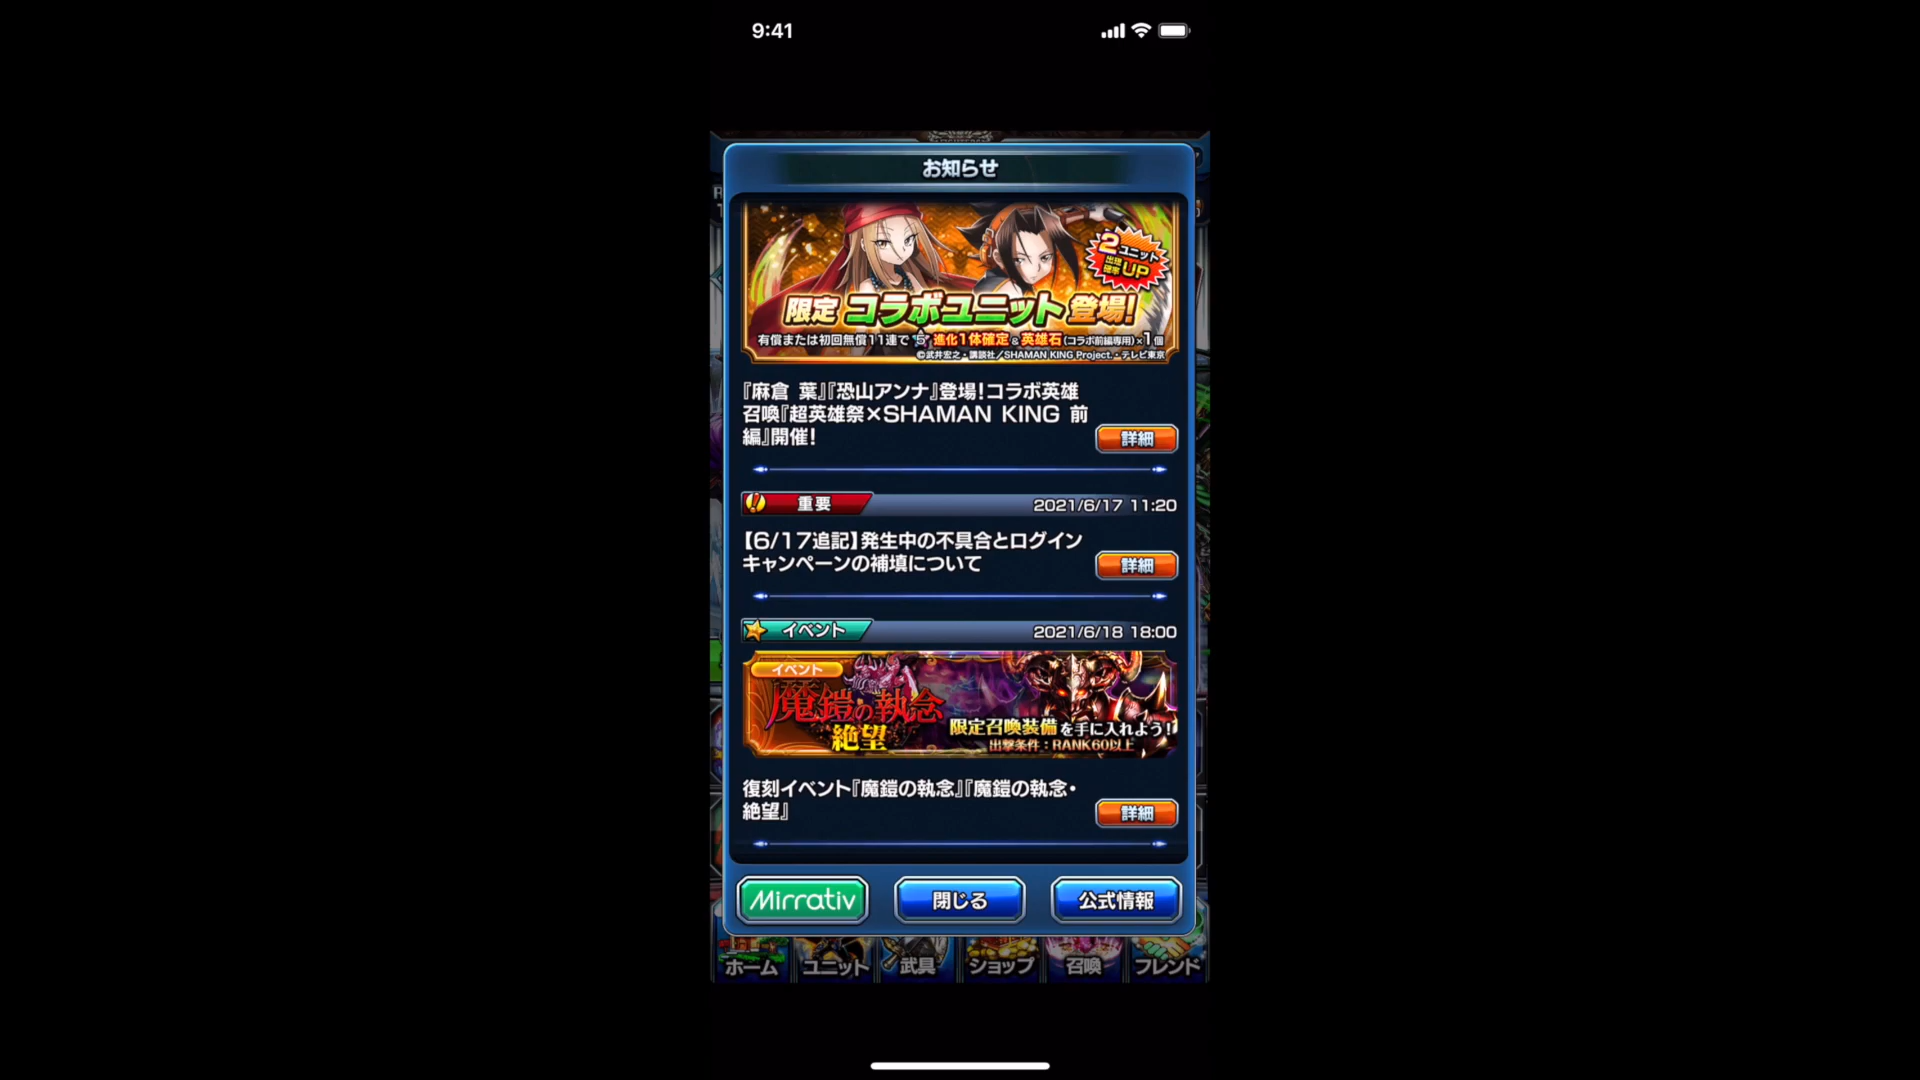 9:41
お知らせ
2ユニット
出現
確率UP
限定 コラボユニット 登場!
有償または初回無償11連で 5 進化1体確定 & 英雄石(コラボ前編専用)×1個
©武井宏之・講談社／SHAMAN KING Project.・テレビ東京
『麻倉 葉』『恐山アンナ』登場!コラボ英雄
召喚『超英雄祭×SHAMAN KING 前
編』開催!
詳細
重要
2021/6/17 11:20
【6/17追記】発生中の不具合とログイン
キャンペーンの補填について
詳細
イベント
2021/6/18 18:00
イベント
魔鎧の執念
絶望
限定召喚装備を手に入れよう!
出撃条件：RANK60以上
復刻イベント『魔鎧の執念』『魔鎧の執念・
絶望』
詳細
Mirrativ
閉じる
公式情報
ホーム
ユニット
武具
ショップ
召喚
フレンド